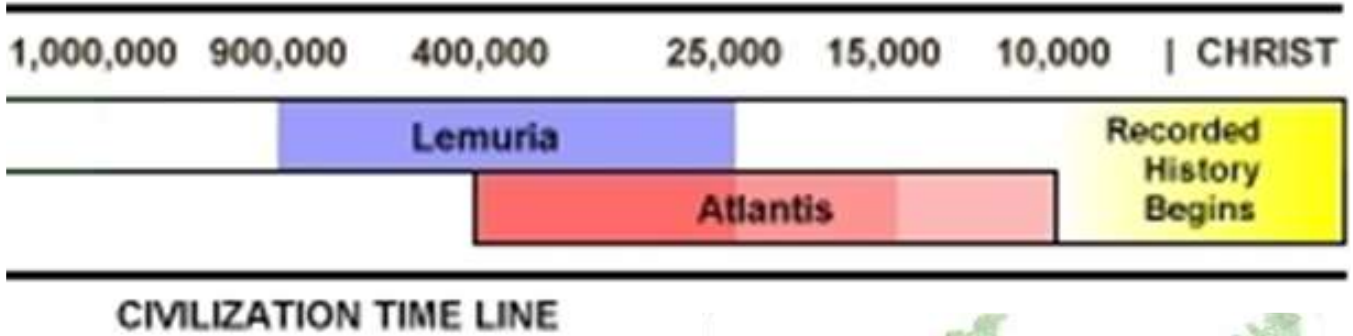 1,000,000 900,000 400,000 25,000 15,000 10,000 | CHRIST
Lemuria
Atlantis
Recorded
History
Begins
CIVILIZATION TIME LINE